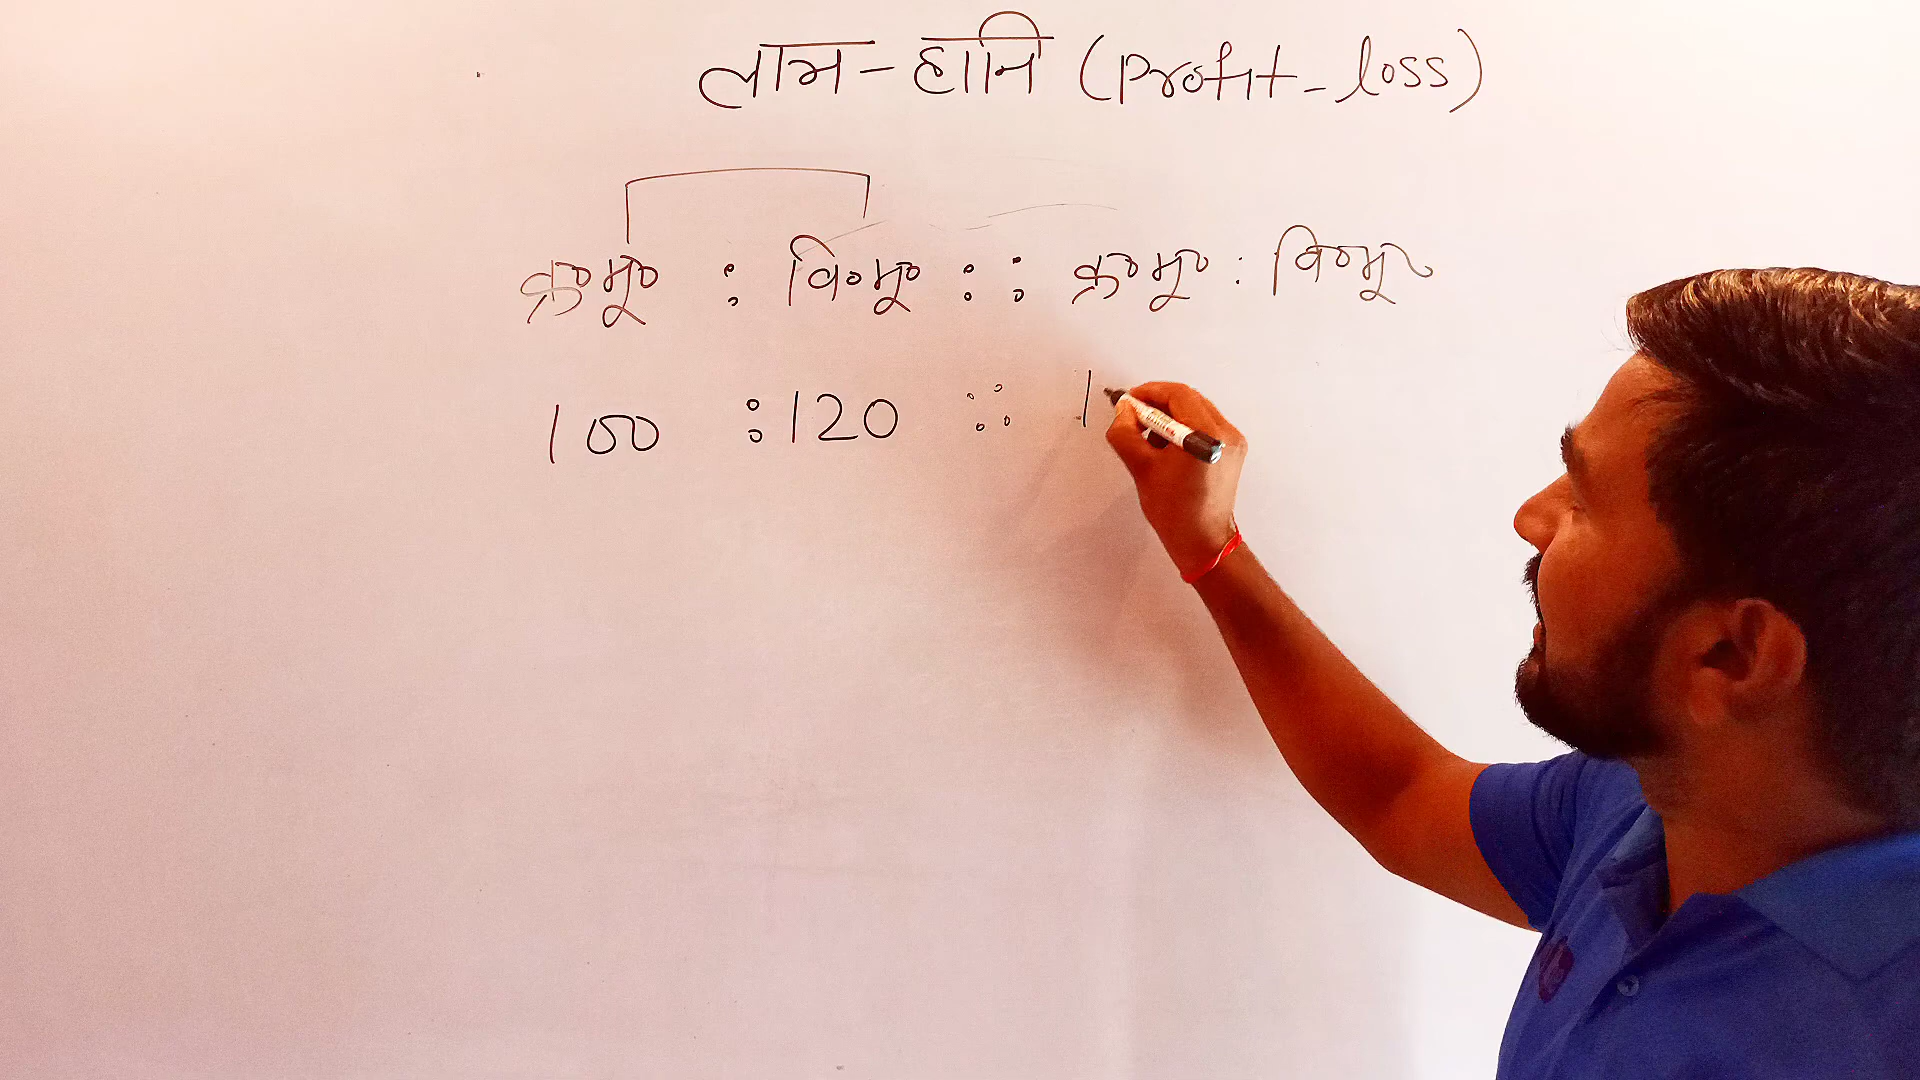 लाभ - हानि (Profit - loss)
क्र०मू० : वि०मू० :: क्र०मू० : वि०मू०
100 : 120 :: 1